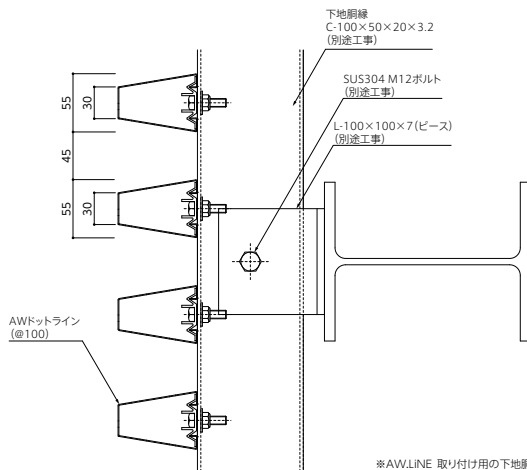 下地胴縁
C-100×50×20×3.2
(別途工事)
SUS304 M12ボルト
(別途工事)
L-100×100×7(ピース)
(別途工事)
55
30
45
55
30
AWドットライン
(@100)
※AW.LiNE 取り付け用の下地胴